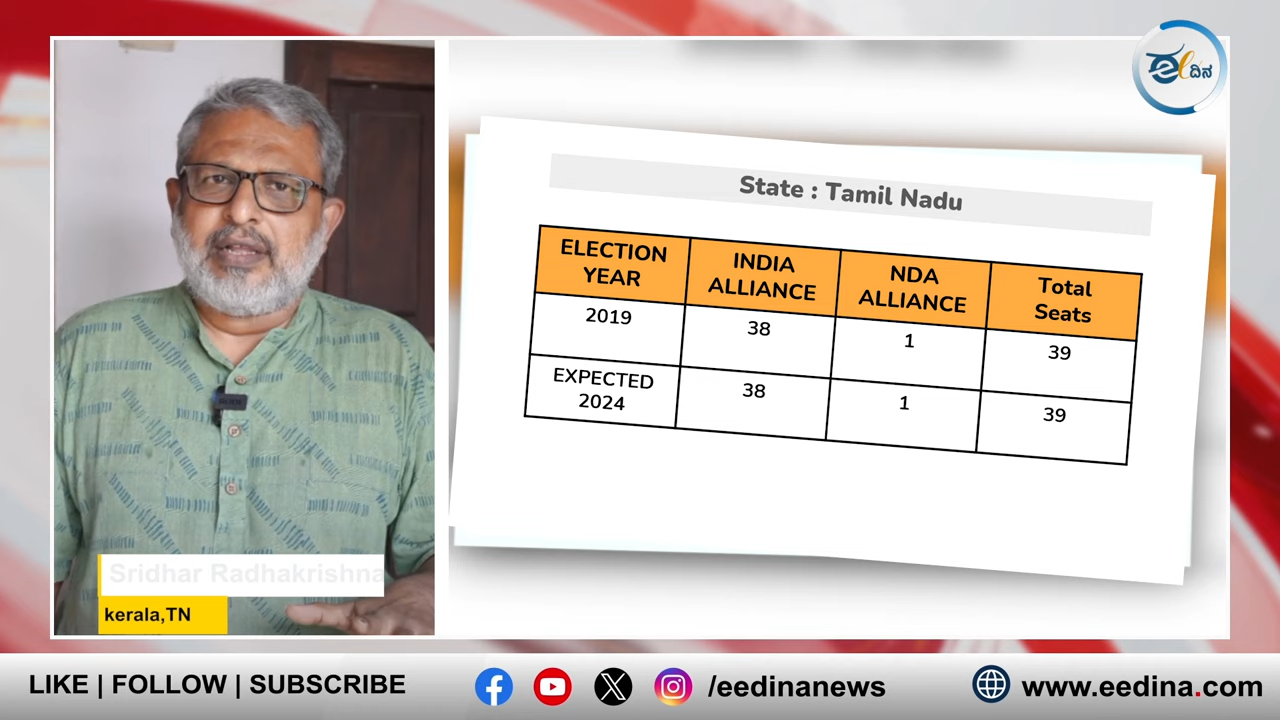 ಈ ದಿನ
State : Tamil Nadu
ELECTION YEAR | INDIA ALLIANCE | NDA ALLIANCE | Total Seats
2019 | 38 | 1 | 39
EXPECTED 2024 | 38 | 1 | 39
Sridhar Radhakrishna
kerala,TN
LIKE | FOLLOW | SUBSCRIBE
/eedinanews
www.eedina.com